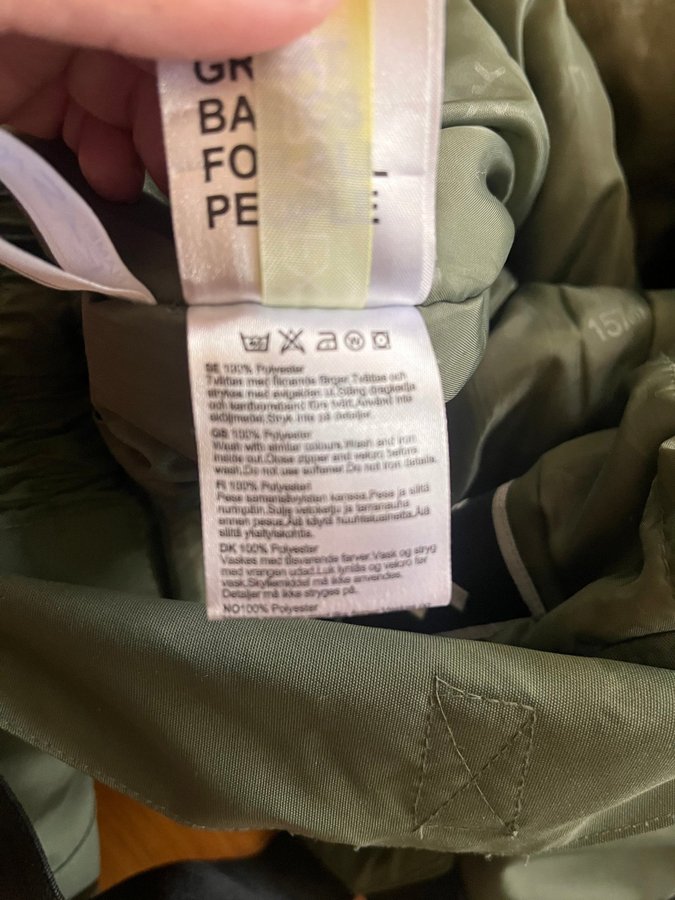 GR
BA
FO L
PE E
SE 100% Polyester
Tvättas med liknande färger.Tvättas och
strykas med avigsidan ut.Stäng dragkedja
och kardborrband före tvätt.Använd inte
sköljmedel.Stryk inte på detaljer.
GB 100% Polyester
Wash with similar colours.Wash and iron
inside out.Close zipper and velcro before
wash.Do not use softener.Do not iron details.
FI 100% Polyesteri
Pese samanväristen kanssa.Pese ja silitä
nurinpäin.Sulje vetoketju ja tarranauha
ennen pesua.Älä käytä huuhteluainetta.Älä
silitä yksityiskohtia.
DK 100% Polyester
Vaskes med tilsvarende farver.Vask og stryg
med vrangen udad.Luk lynlås og velcro før
vask.Skyllemiddel må ikke anvendes.
Detaljer må ikke stryges på.
NO100% Polyester
157